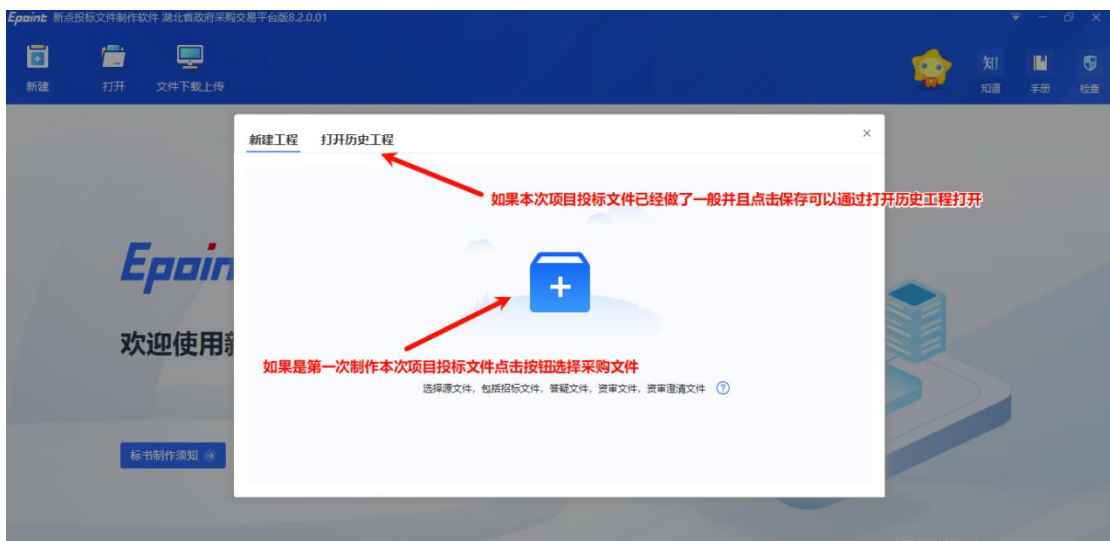 Epoint 新点投标文件制作软件 湖北省政府采购交易平台版8.2.0.01
新建
打开
文件下载上传
知
知道
手册
检查
新建工程 打开历史工程
如果本次项目投标文件已经做了一般并且点击保存可以通过打开历史工程打开
Epoin
欢迎使用新
如果是第一次制作本次项目投标文件点击按钮选择采购文件
选择源文件，包括招标文件，答疑文件，资审文件，资审澄清文件
标书制作须知